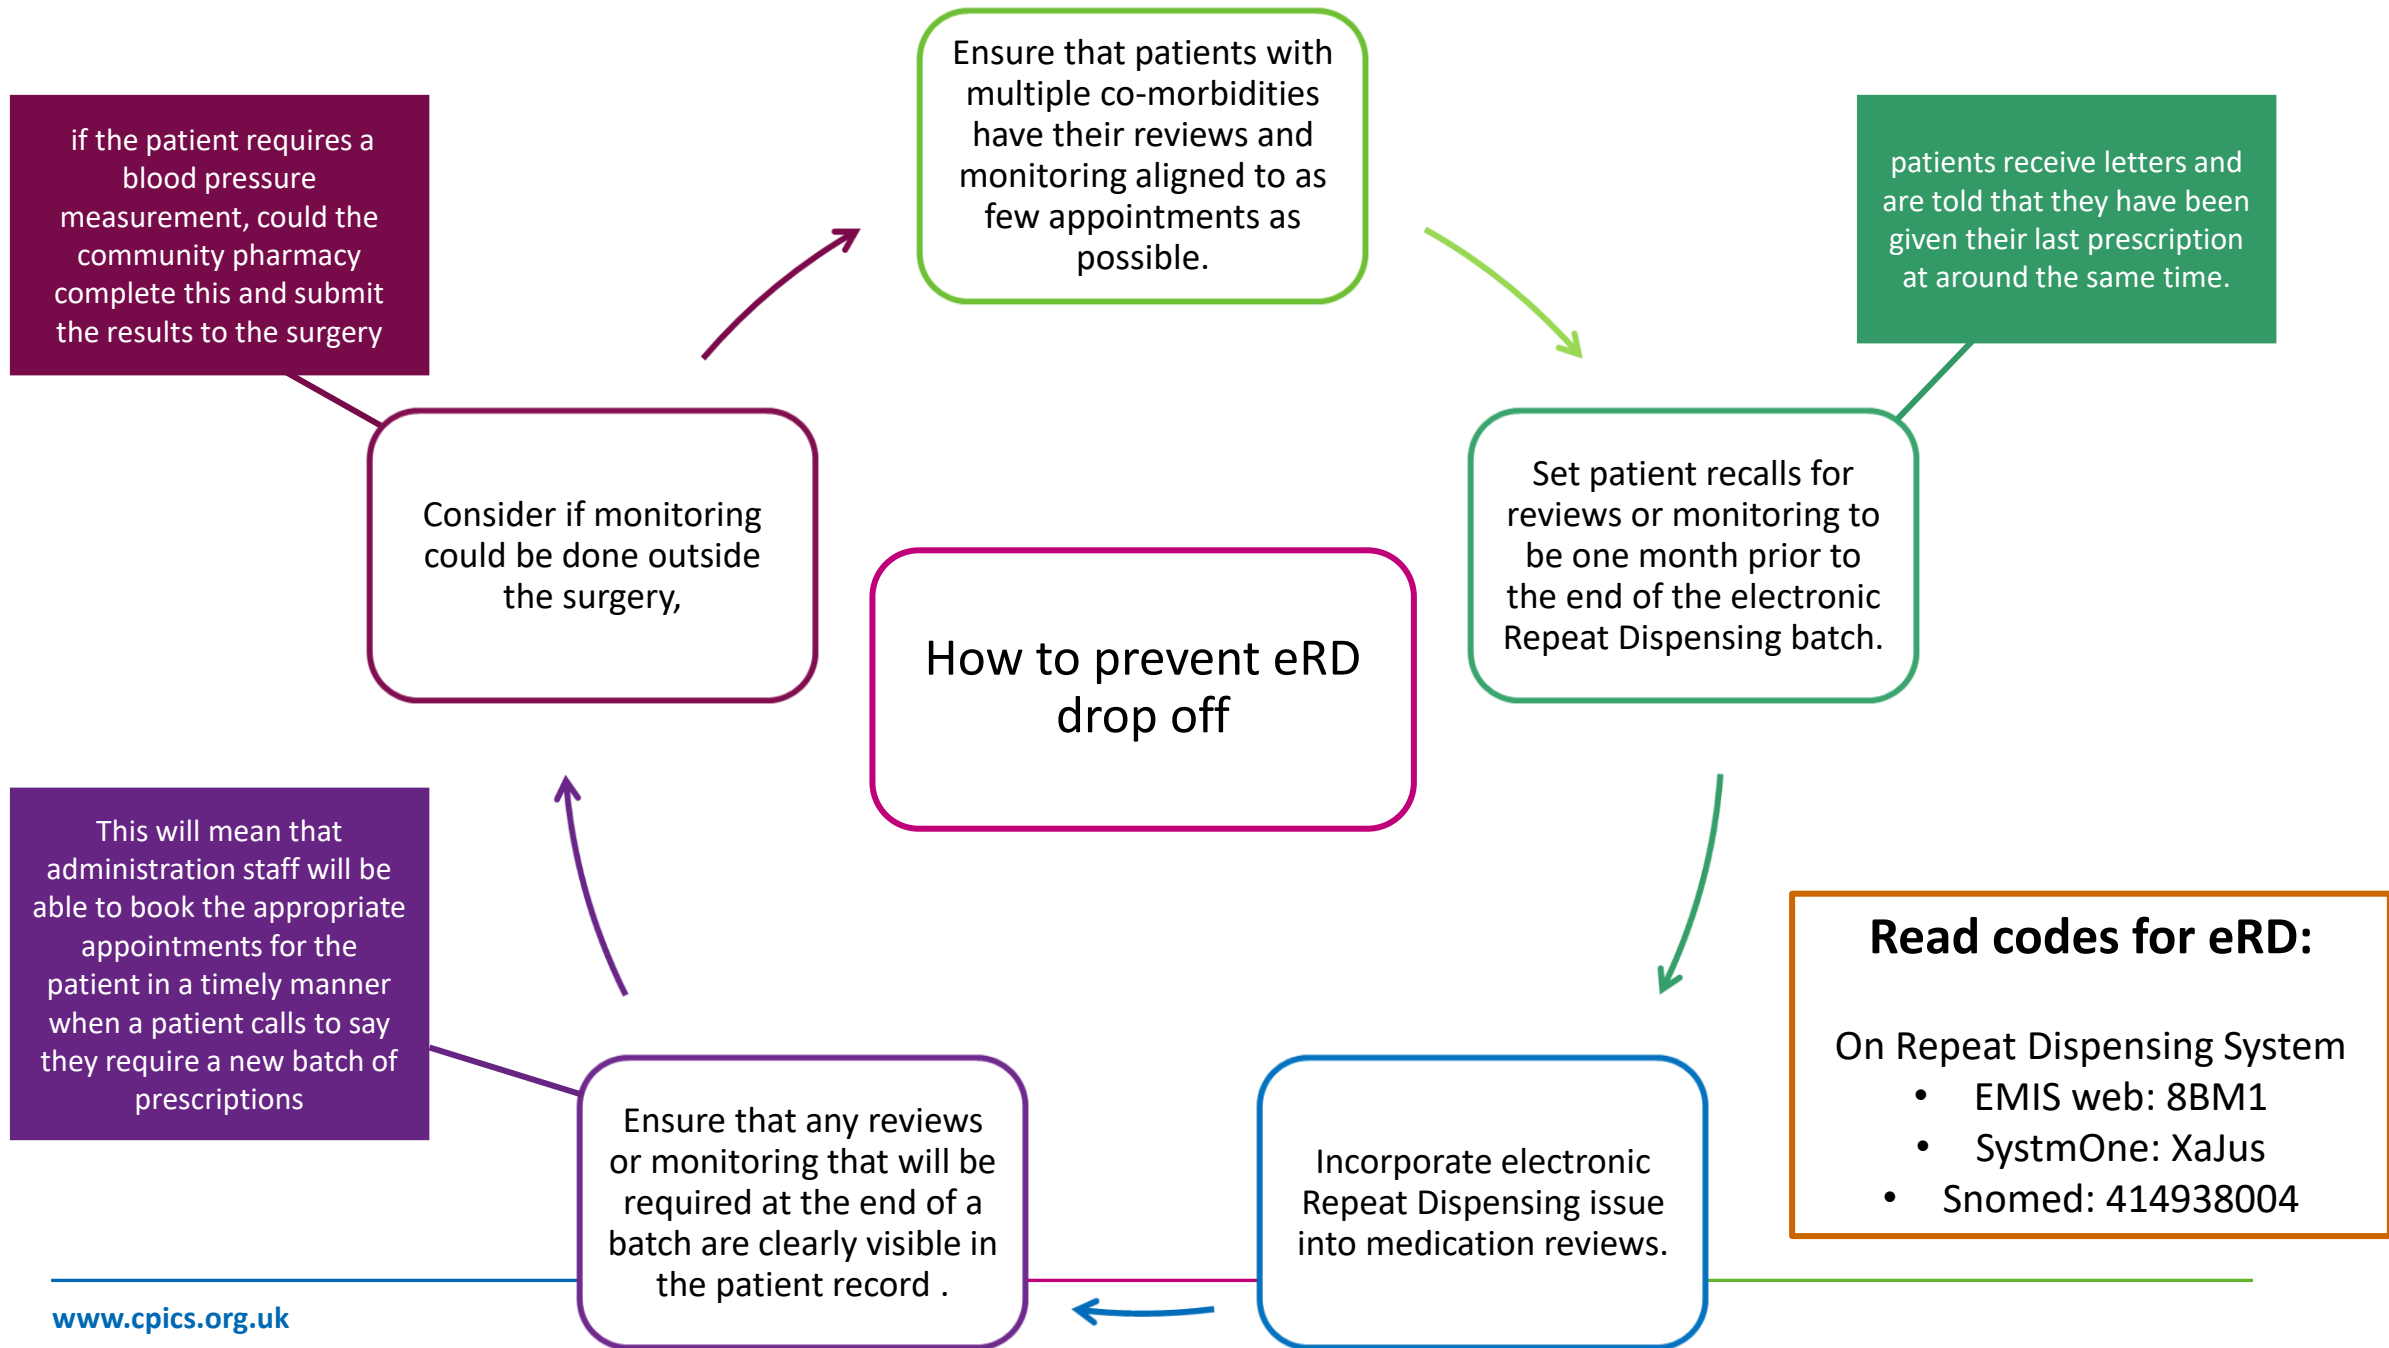 Ensure that patients with
multiple co-morbidities
have their reviews and
monitoring aligned to as
few appointments as
possible.
if the patient requires a
blood pressure
measurement, could the
community pharmacy
complete this and submit
the results to the surgery
patients receive letters and
are told that they have been
given their last prescription
at around the same time.
Consider if monitoring
could be done outside
the surgery,
Set patient recalls for
reviews or monitoring to
be one month prior to
the end of the electronic
Repeat Dispensing batch.
How to prevent eRD
drop off
This will mean that
administration staff will be
able to book the appropriate
appointments for the
patient in a timely manner
when a patient calls to say
they require a new batch of
prescriptions
Ensure that any reviews
or monitoring that will be
required at the end of a
batch are clearly visible in
the patient record .
Incorporate electronic
Repeat Dispensing issue
into medication reviews.
Read codes for eRD:
On Repeat Dispensing System
• EMIS web: 8BM1
• SystmOne: XaJus
• Snomed: 414938004
www.cpics.org.uk